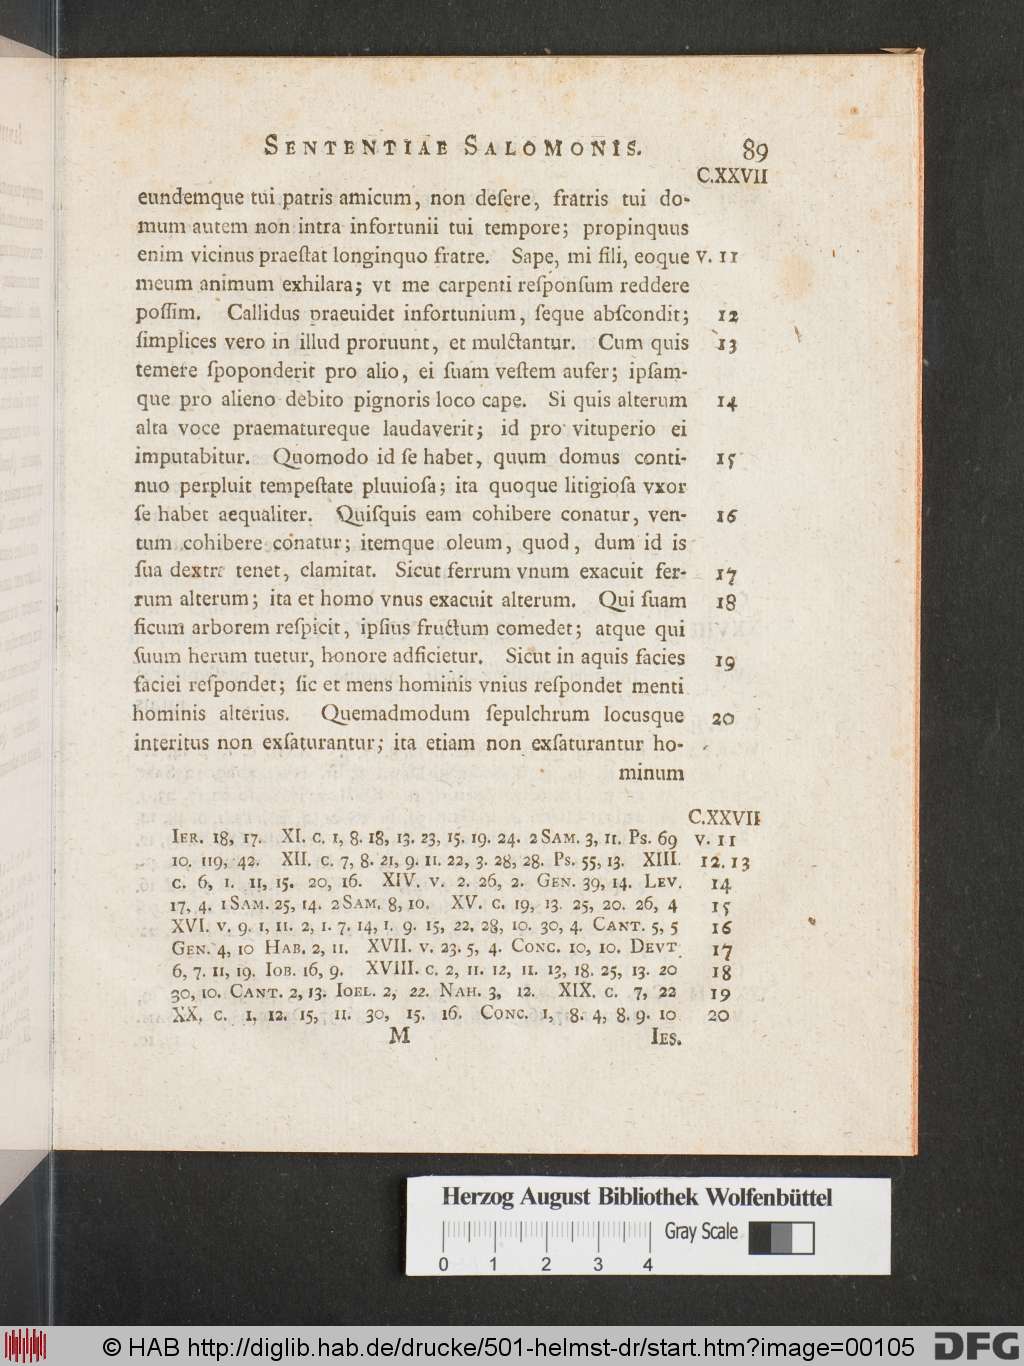 SENTENTIAE SALOMONIS. 89
C.XXVII
eundemque tui patris amicum, non deſere, fratris tui do-
mum autem non intra infortunii tui tempore; propinquus
enim vicinus praeſtat longinquo fratre. Sape, mi fili, eoque V. 11
meum animum exhilara; vt me carpenti reſponſum reddere
poſſim. Callidus praeuidet infortunium, ſeque abſcondit; 12
ſimplices vero in illud proruunt, et mulctantur. Cum quis 13
temere ſpoponderit pro alio, ei ſuam veſtem aufer; ipſam-
que pro alieno debito pignoris loco cape. Si quis alterum 14
alta voce praematureque laudaverit; id pro vituperio ei
imputabitur. Quomodo id ſe habet, quum domus conti- 15
nuo perpluit tempeſtate pluuioſa; ita quoque litigioſa vxor
ſe habet aequaliter. Quiſquis eam cohibere conatur, ven- 16
tum cohibere conatur; itemque oleum, quod, dum id is
ſua dextra tenet, clamitat. Sicut ferrum vnum exacuit fer- 17
rum alterum; ita et homo vnus exacuit alterum. Qui ſuam 18
ficum arborem reſpicit, ipſius fructum comedet; atque qui
ſuum herum tuetur, honore adficietur. Sicut in aquis facies 19
faciei reſpondet; ſic et mens hominis vnius reſpondet menti
hominis alterius. Quemadmodum ſepulchrum locusque 20
interitus non exſaturantur; ita etiam non exſaturantur ho-
minum
C.XXVII
IER. 18, 17. XI. c. 1, 8. 18, 13. 23, 15. 19. 24. 2 SAM. 3, 11. PS. 69 V. 11
10. 119, 42. XII. c. 7, 8. 21, 9. 11. 22, 3. 28, 28. PS. 55, 13. XIII. 12. 13
c. 6, 1. 11, 15. 20, 16. XIV. v. 2. 26, 2. GEN. 39, 14. LEV. 14
17, 4. 1 SAM. 25, 14. 2 SAM. 8, 10. XV. c. 19, 13. 25, 20. 26, 4 15
XVI. v. 9. 1, 11. 2, 1. 7. 14, 1. 9. 15, 22. 28, 10. 30, 4. CANT. 5, 5 16
GEN. 4, 10 HAB. 2, 11. XVII. v. 23. 5, 4. CONC. 10, 10. DEVT 17
6, 7. 11, 19. IOB. 16, 9. XVIII. c. 2, 11. 12, 11. 13, 18. 25, 13. 20 18
30, 10. CANT. 2, 13. IOEL. 2, 22. NAH. 3, 12. XIX. c. 7, 22 19
XX. c. 1, 12. 15, 11. 30, 15. 16. CONC. 1, 8. 4, 8. 9. 10 20
M IES.
Herzog August Bibliothek Wolfenbüttel
Gray Scale
0 1 2 3 4
© HAB http://diglib.hab.de/drucke/501-helmst-dr/start.htm?image=00105 DFG